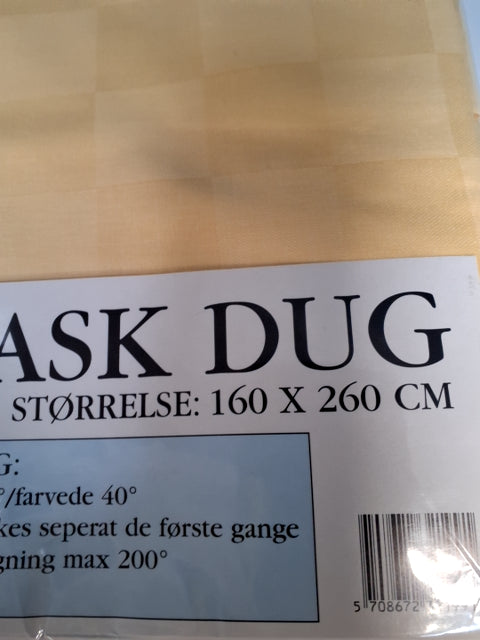 ASK DUG
STØRRELSE: 160 X 260 CM
G:
°/farvede 40°
kes seperat de første gange
gning max 200°
5 708672